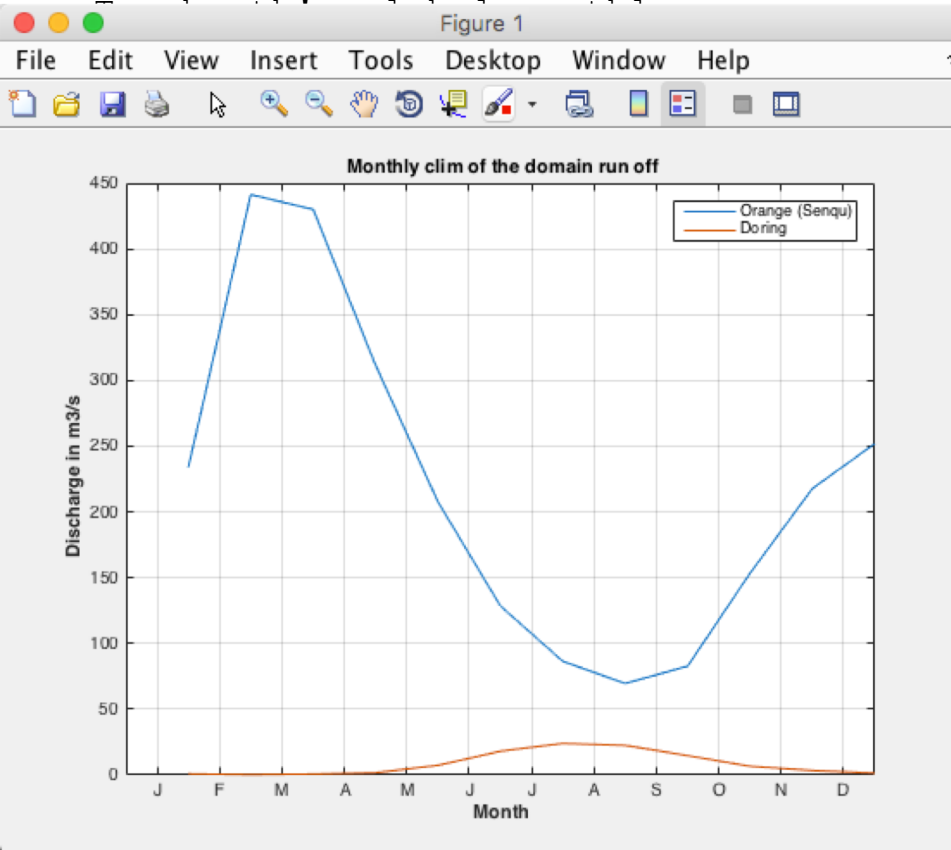 Figure 1
File Edit View Insert Tools Desktop Window Help
Monthly clim of the domain run off
450
400
350
300
250
200
150
100
50
0
Discharge in m3/s
Orange (Senqu)
Doring
J F M A M J J A S O N D
Month